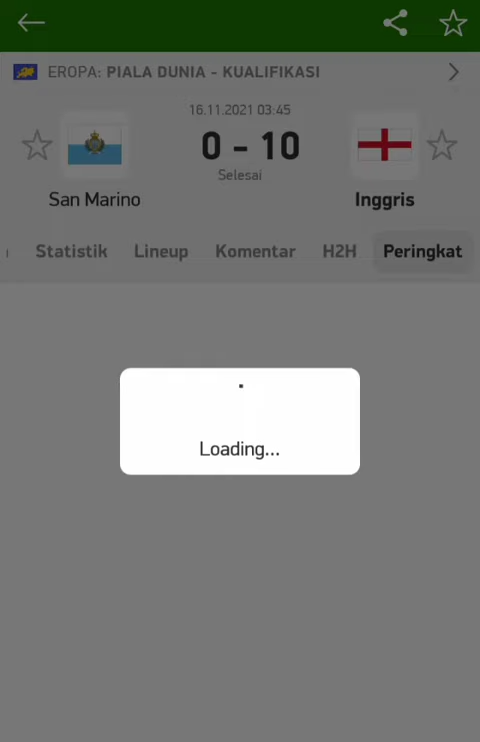 EROPA: PIALA DUNIA - KUALIFIKASI
16.11.2021 03:45
0 - 10
Selesai
San Marino
Inggris
Statistik Lineup Komentar H2H Peringkat
Loading...